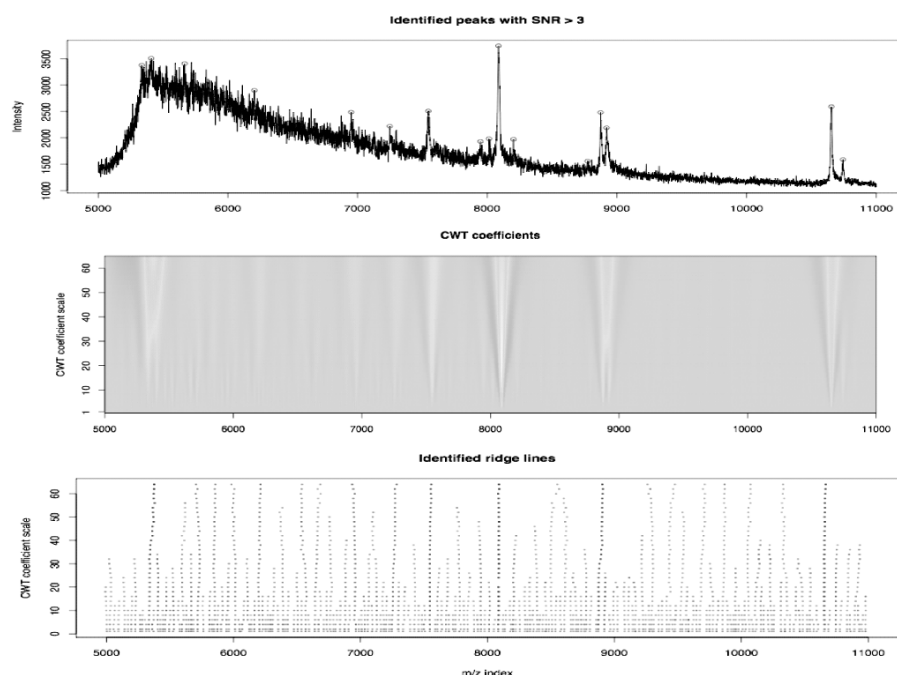 Identified peaks with SNR > 3
Intensity
3500
3000
2500
2000
1500
1000
5000 6000 7000 8000 9000 10000 11000
CWT coefficients
CWT coefficient scale
60
50
40
30
20
10
1
5000 6000 7000 8000 9000 10000 11000
Identified ridge lines
CWT coefficient scale
60
50
40
30
20
10
0
5000 6000 7000 8000 9000 10000 11000
m/z index